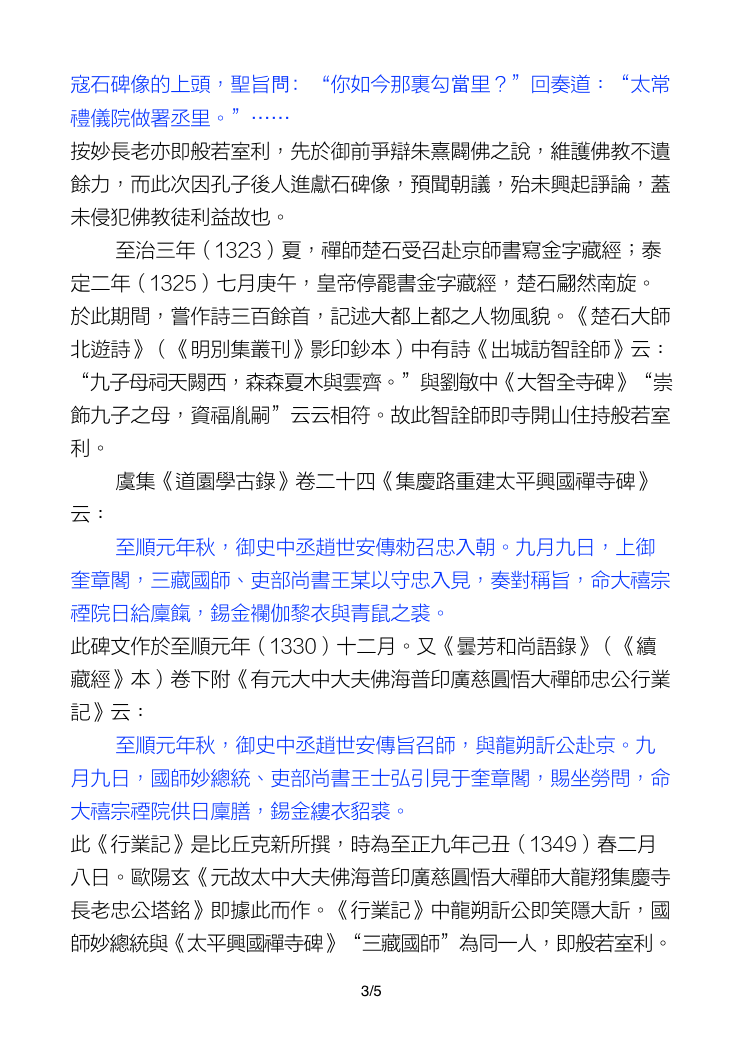 寇石碑像的上頭，聖旨問：“你如今那裏勾當里？”回奏道：“太常
禮儀院做署丞里。”……
按妙長老亦即般若室利，先於御前爭辯朱熹闢佛之說，維護佛教不遺
餘力，而此次因孔子後人進獻石碑像，預聞朝議，殆未興起諍論，蓋
未侵犯佛教徒利益故也。
至治三年（1323）夏，禪師楚石受召赴京師書寫金字藏經；泰
定二年（1325）七月庚午，皇帝停罷書金字藏經，楚石翩然南旋。
於此期間，嘗作詩三百餘首，記述大都上都之人物風貌。《楚石大師
北遊詩》（《明別集叢刊》影印鈔本）中有詩《出城訪智詮師》云：
“九子母祠天闕西，森森夏木與雲齊。”與劉敏中《大智全寺碑》“崇
飾九子之母，資福胤嗣”云云相符。故此智詮師即寺開山住持般若室
利。
虞集《道園學古錄》卷二十四《集慶路重建太平興國禪寺碑》
云：
至順元年秋，御史中丞趙世安傳勑召忠入朝。九月九日，上御
奎章閣，三藏國師、吏部尚書王某以守忠入見，奏對稱旨，命大禧宗
禋院日給廩餼，錫金襴伽黎衣與青鼠之裘。
此碑文作於至順元年（1330）十二月。又《曇芳和尚語錄》（《續
藏經》本）卷下附《有元大中大夫佛海普印廣慈圓悟大禪師忠公行業
記》云：
至順元年秋，御史中丞趙世安傳旨召師，與龍朔訢公赴京。九
月九日，國師妙總統、吏部尚書王士弘引見于奎章閣，賜坐勞問，命
大禧宗禋院供日廩膳，錫金縷衣貂裘。
此《行業記》是比丘克新所撰，時為至正九年己丑（1349）春二月
八日。歐陽玄《元故太中大夫佛海普印廣慈圓悟大禪師大龍翔集慶寺
長老忠公塔銘》即據此而作。《行業記》中龍朔訢公即笑隱大訢，國
師妙總統與《太平興國禪寺碑》“三藏國師”為同一人，即般若室利。
3/5